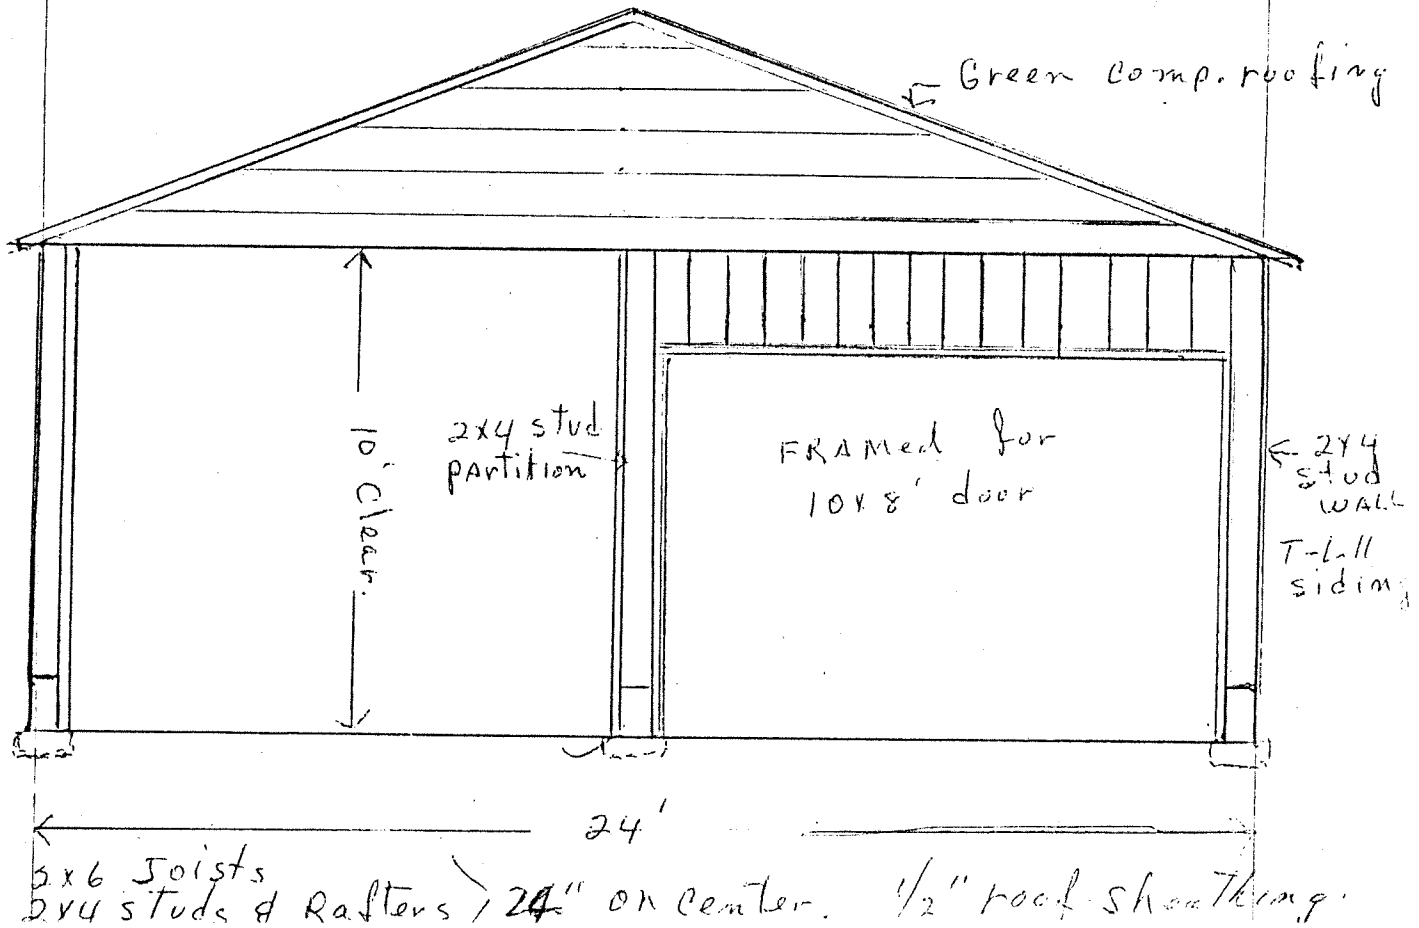 Green comp. roofing
10' Clear.
2x4 stud
partition
FRAMed for
10x8' door
2x4
stud
WALL
T-1-11
siding
24'
2x6 Joists
2x4 studs & Rafters, 24" on center. 1/2" roof sheathing.